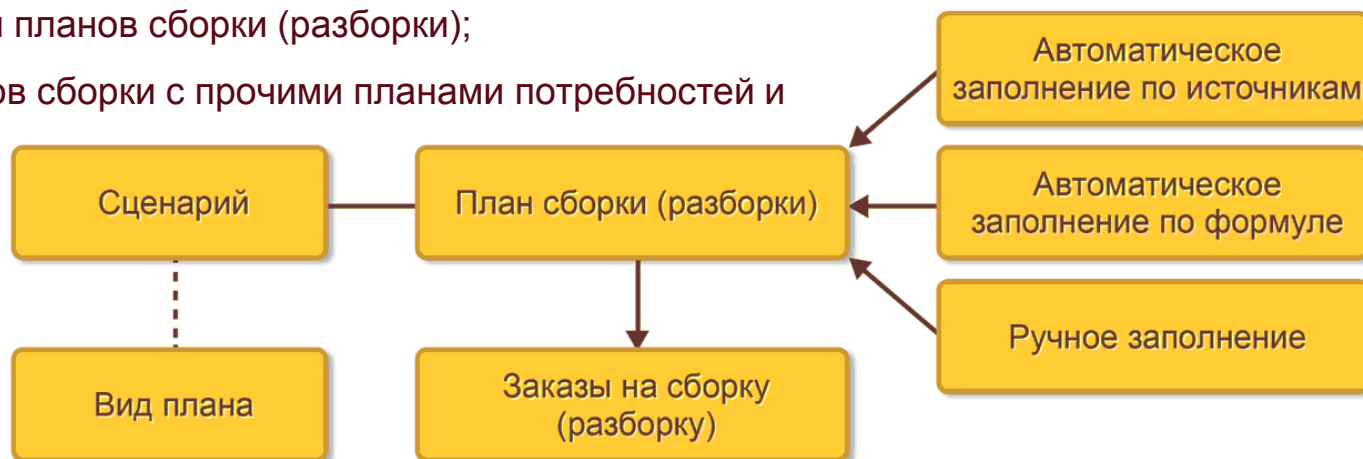 и планов сборки (разборки);
ов сборки с прочими планами потребностей и
Автоматическое
заполнение по источникам
Сценарий
План сборки (разборки)
Автоматическое
заполнение по формуле
Ручное заполнение
Вид плана
Заказы на сборку
(разборку)